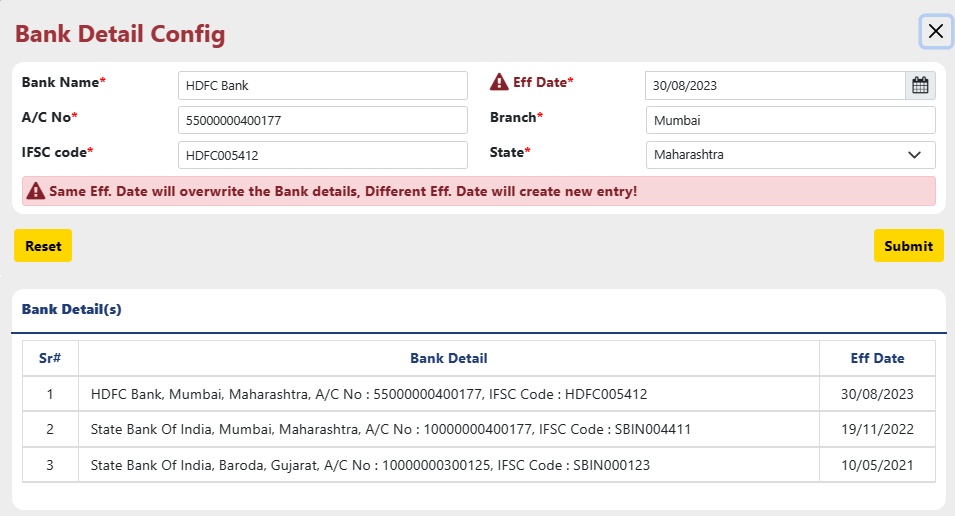 Bank Detail Config
Bank Name* HDFC Bank Eff Date* 30/08/2023
A/C No* 55000000400177 Branch* Mumbai
IFSC code* HDFC005412 State* Maharashtra
Same Eff. Date will overwrite the Bank details, Different Eff. Date will create new entry!
Reset Submit
Bank Detail(s)
Sr# Bank Detail Eff Date
1 HDFC Bank, Mumbai, Maharashtra, A/C No : 55000000400177, IFSC Code : HDFC005412 30/08/2023
2 State Bank Of India, Mumbai, Maharashtra, A/C No : 10000000400177, IFSC Code : SBIN004411 19/11/2022
3 State Bank Of India, Baroda, Gujarat, A/C No : 10000000300125, IFSC Code : SBIN000123 10/05/2021